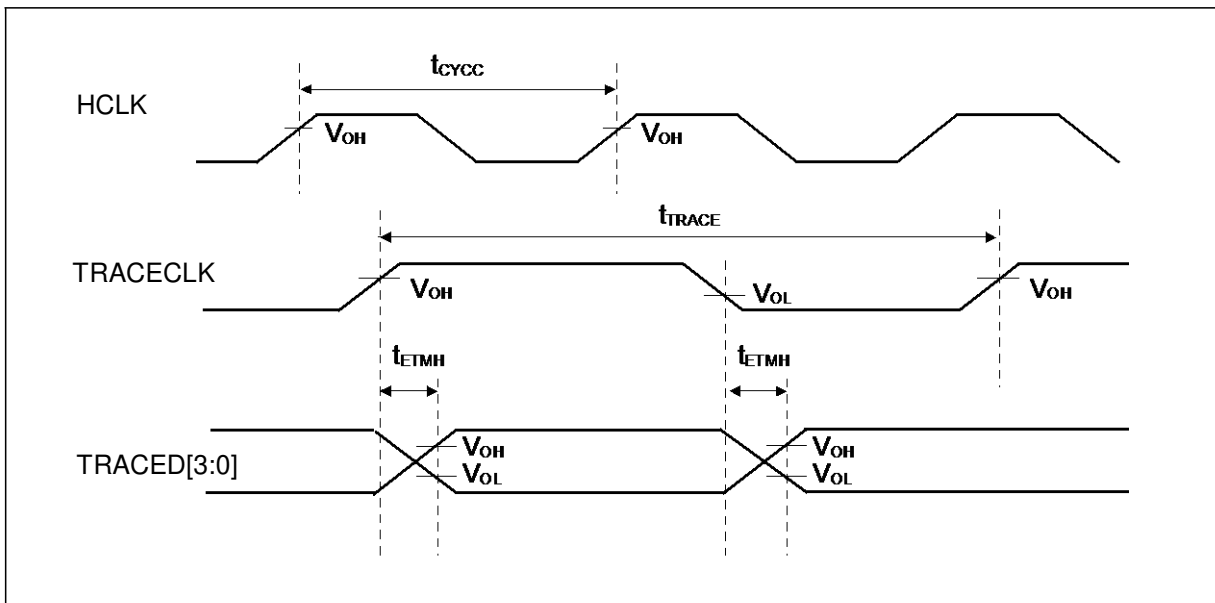 tCYCC
HCLK
VOH
VOH
tTRACE
TRACECLK
VOH
VOL
VOH
tETMH
tETMH
TRACED[3:0]
VOH
VOL
VOH
VOL